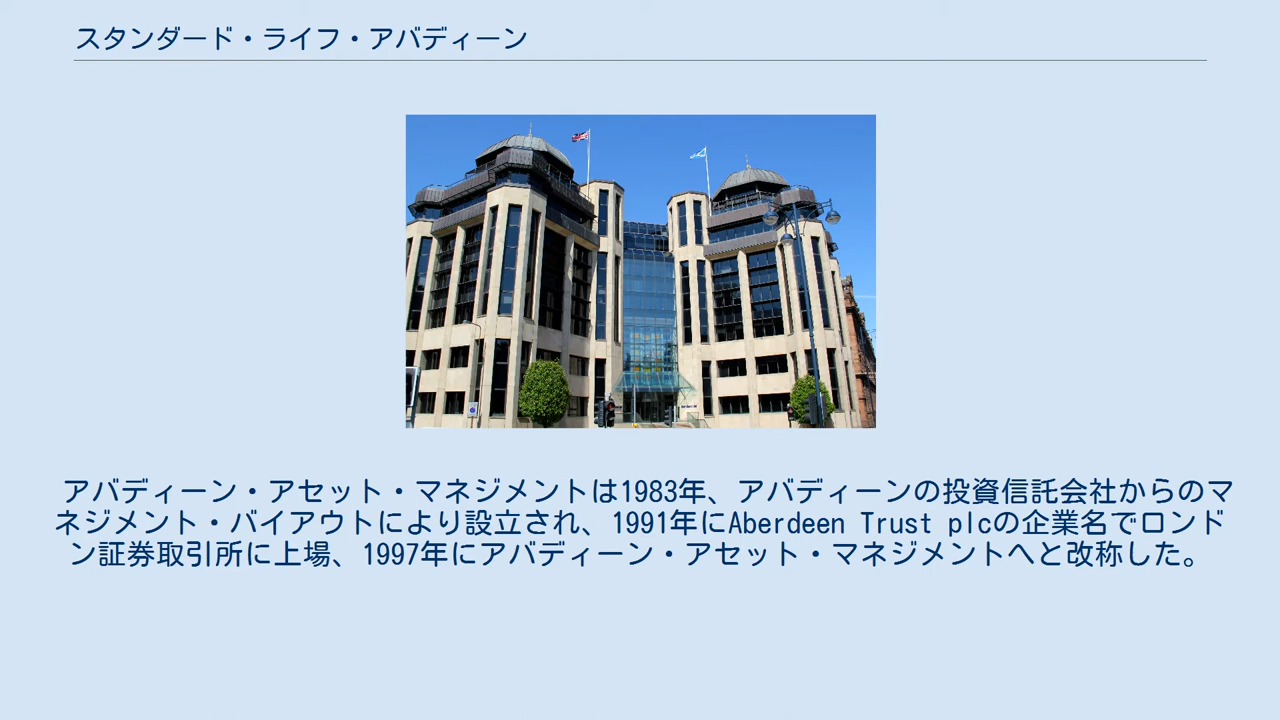 スタンダード・ライフ・アバディーン
アバディーン・アセット・マネジメントは1983年、アバディーンの投資信託会社からのマ
ネジメント・バイアウトにより設立され、1991年にAberdeen Trust plcの企業名でロンド
ン証券取引所に上場、1997年にアバディーン・アセット・マネジメントへと改称した。